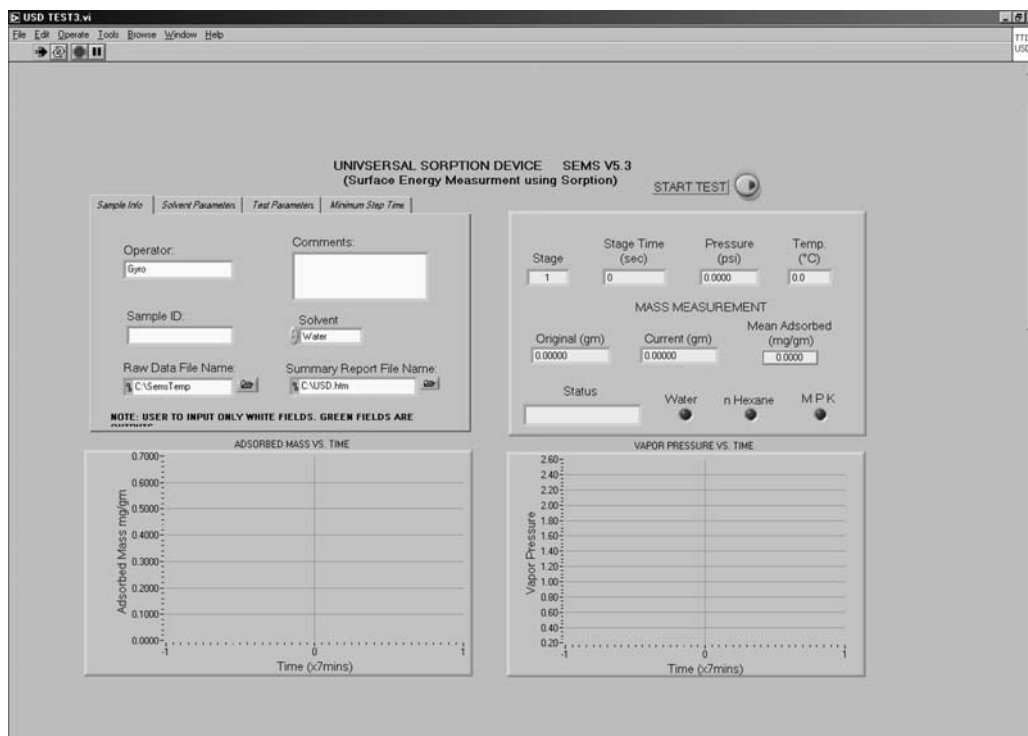 USD TEST3.vi
File Edit Operate Tools Browse Window Help
TTI
USD
UNIVSERSAL SORPTION DEVICE SEMS V5.3
(Surface Energy Measurment using Sorption)
START TEST
Sample Info Solvent Parameters Test Parameters Minimum Step Time
Operator:
Gyro
Comments:
Sample ID:
Solvent
Water
Raw Data File Name:
C:\SemsTemp
Summary Report File Name:
C:\USD.htm
NOTE: USER TO INPUT ONLY WHITE FIELDS. GREEN FIELDS ARE
OUTPUTS
Stage
1
Stage Time
(sec)
0
Pressure
(psi)
0.0000
Temp.
(°C)
0.0
MASS MEASUREMENT
Original (gm)
0.00000
Current (gm)
0.00000
Mean Adsorbed
(mg/gm)
0.0000
Status
Water
n Hexane
M P K
ADSORBED MASS VS. TIME
Adsorbed Mass mg/gm
0.7000
0.6000
0.5000
0.4000
0.3000
0.2000
0.1000
0.0000
-1 0 1
Time (x7mins)
VAPOR PRESSURE VS. TIME
Vapor Pressure
2.60
2.40
2.20
2.00
1.80
1.60
1.40
1.20
1.00
0.80
0.60
0.40
0.20
-1 0 1
Time (x7mins)